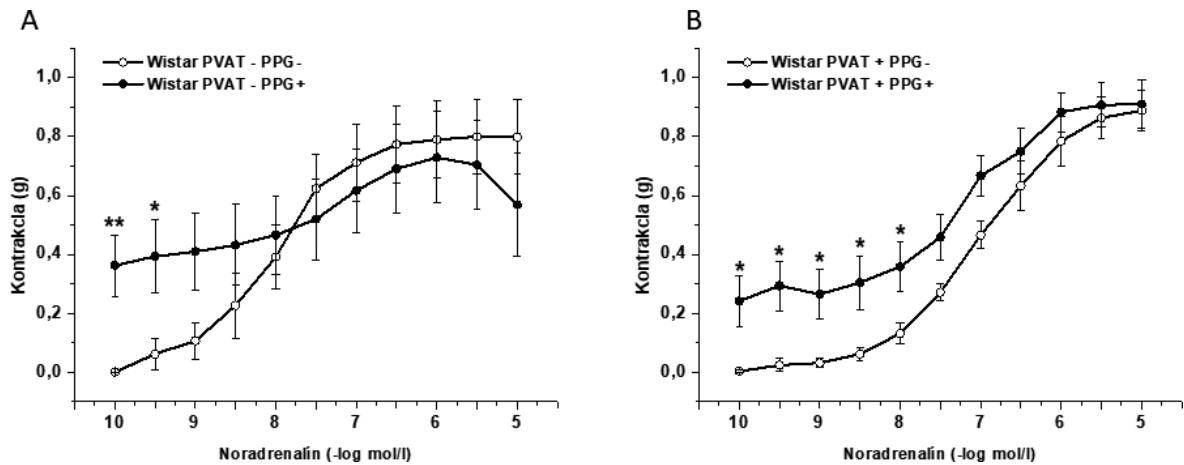 A
Wistar PVAT - PPG-
Wistar PVAT - PPG+
1,0
0,8
0,6
0,4
0,2
0,0
Kontrakcla (g)
** *
10 9 8 7 6 5
Noradrenalín (-log mol/l)
B
Wistar PVAT + PPG-
Wistar PVAT + PPG+
1,0
0,8
0,6
0,4
0,2
0,0
Kontrakcla (g)
* * * * *
10 9 8 7 6 5
Noradrenalín (-log mol/l)